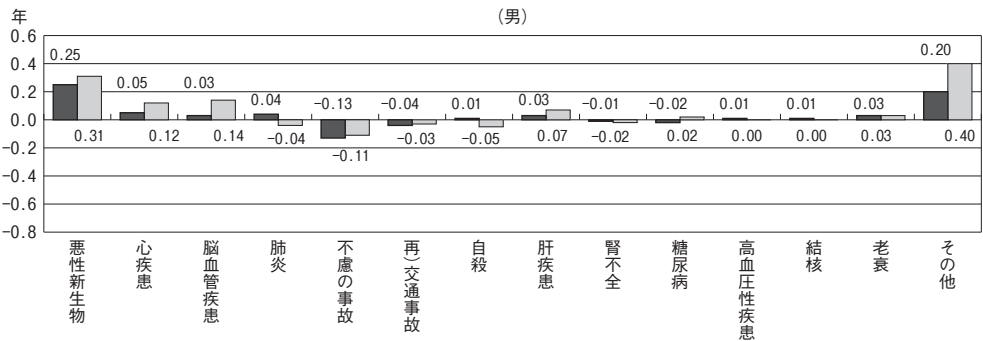 年
（男）
0.6
0.4
0.2
0.0
−0.2
−0.4
−0.6
−0.8
0.25 0.05 0.03 0.04 −0.13 −0.04 0.01 0.03 −0.01 −0.02 0.01 0.01 0.03 0.20
0.31 0.12 0.14 −0.04 −0.11 −0.03 −0.05 0.07 −0.02 0.02 0.00 0.00 0.03 0.40
悪性新生物
心疾患
脳血管疾患
肺炎
不慮の事故
再）交通事故
自殺
肝疾患
腎不全
糖尿病
高血圧性疾患
結核
老衰
その他